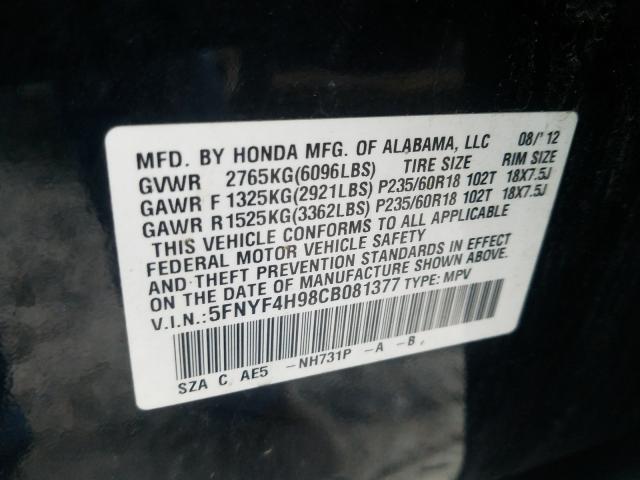 MFD. BY HONDA MFG. OF ALABAMA, LLC 08/'12
GVWR 2765KG(6096LBS) TIRE SIZE RIM SIZE
GAWR F 1325KG(2921LBS) P235/60R18 102T 18X7.5J
GAWR R 1525KG(3362LBS) P235/60R18 102T 18X7.5J
THIS VEHICLE CONFORMS TO ALL APPLICABLE
FEDERAL MOTOR VEHICLE SAFETY
AND THEFT PREVENTION STANDARDS IN EFFECT
ON THE DATE OF MANUFACTURE SHOWN ABOVE.
V.I.N.:5FNYF4H98CB081377 TYPE: MPV
SZA C AE5 -NH731P -A -B,